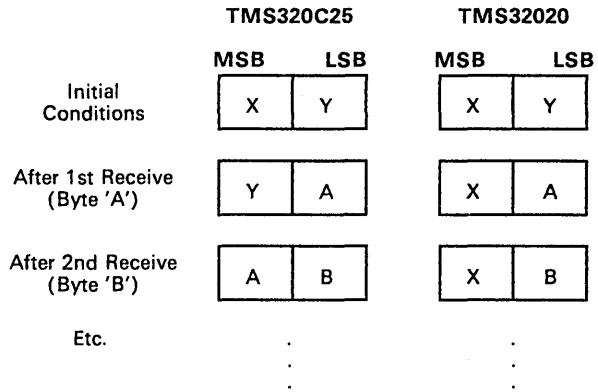 TMS320C25 TMS32020
MSB LSB MSB LSB
Initial
Conditions
X Y X Y
After 1st Receive
(Byte 'A')
Y A X A
After 2nd Receive
(Byte 'B')
A B X B
Etc.